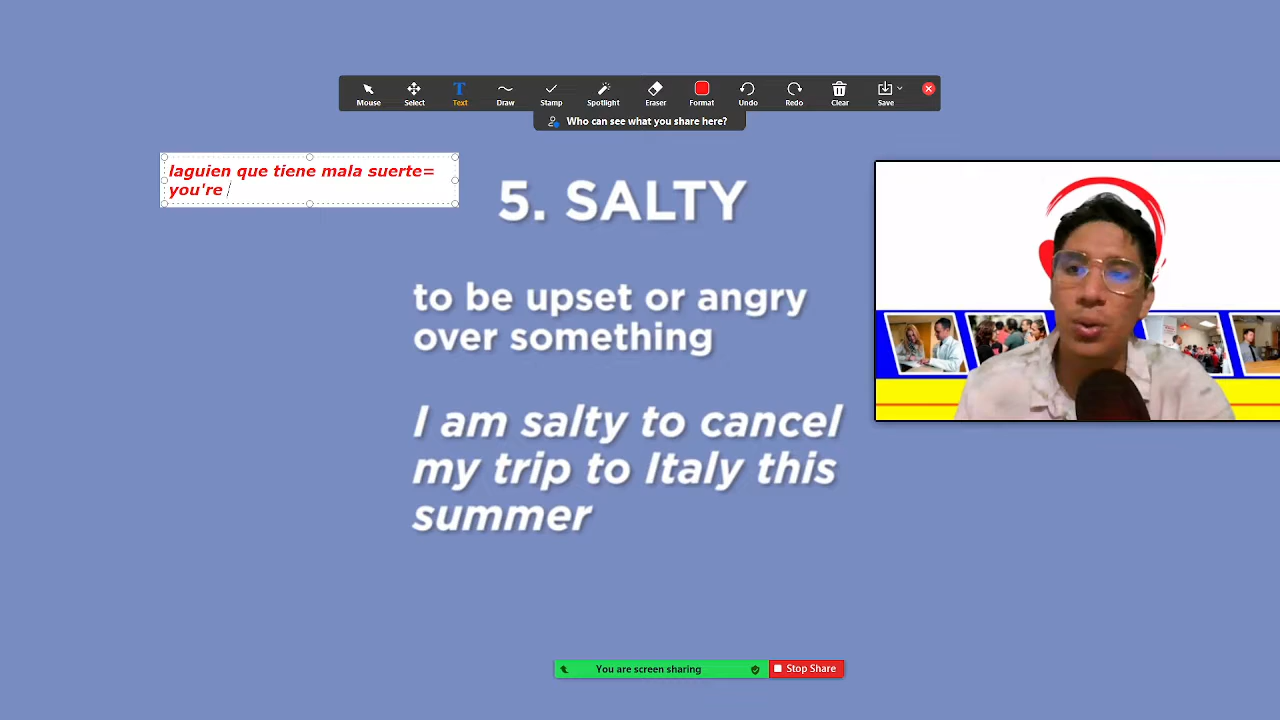 Mouse Select Text Draw Stamp Spotlight Eraser Format Undo Redo Clear Save
Who can see what you share here?
laguien que tiene mala suerte=
you're
5. SALTY
to be upset or angry
over something
I am salty to cancel
my trip to Italy this
summer
You are screen sharing Stop Share